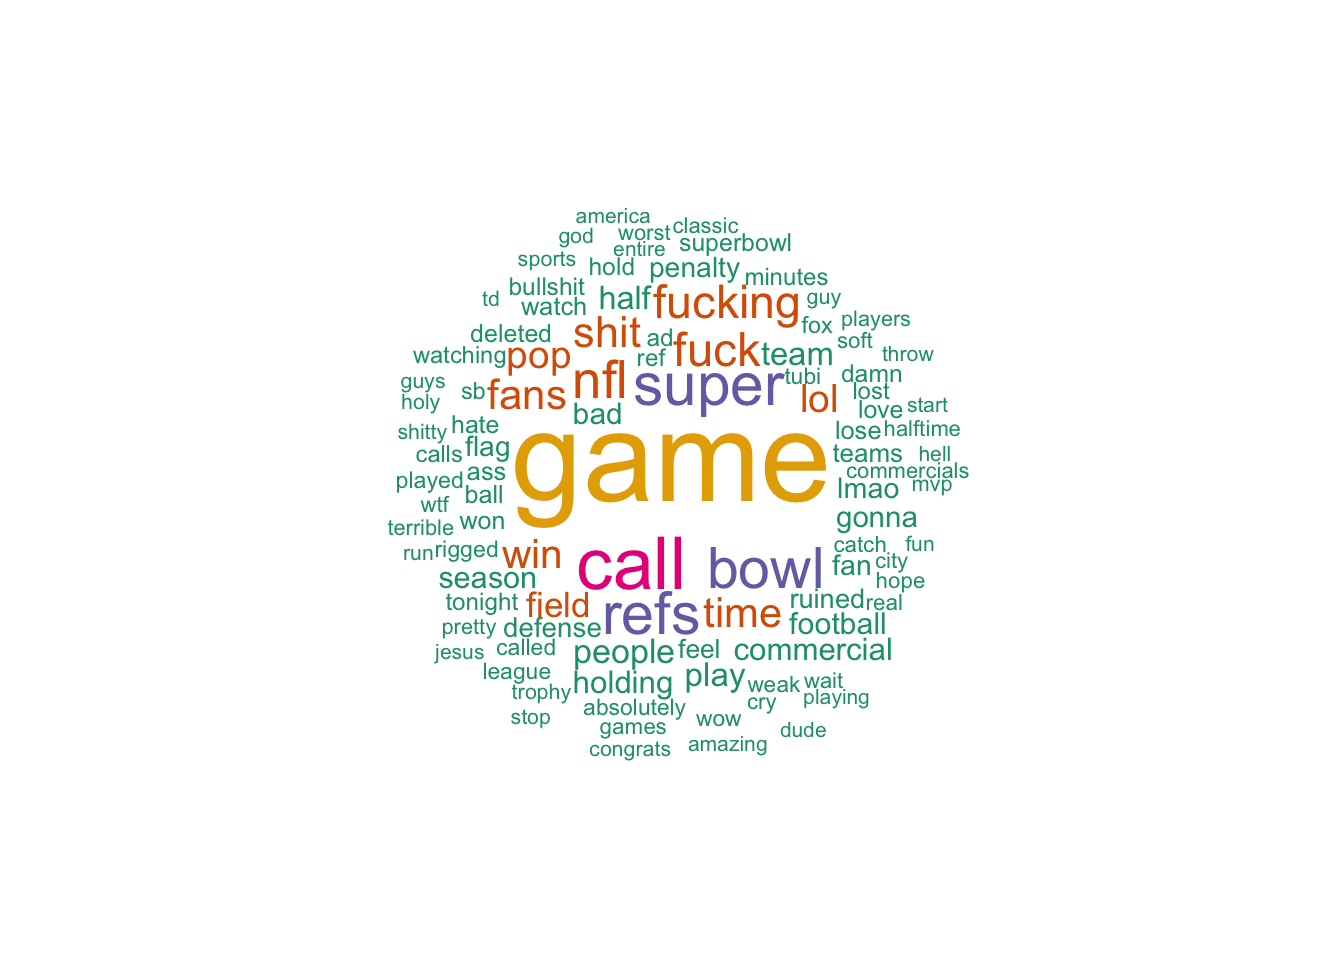 america
god
worst
classic
entire
superbowl
sports
hold
penalty
minutes
bullshit
td
watch
half
fucking
guy
players
deleted
shit
ad
fox
soft
watching
pop
ref
fuck
team
throw
guys
sb
fans
nfl
super
tubi
damn
holy
bad
lol
lost
love
start
shitty
hate
game
lose
halftime
calls
flag
teams
hell
played
ass
commercials
wtf
ball
lmao
mvp
terrible
won
gonna
run
rigged
win
call
bowl
catch
fun
season
fan
city
hope
tonight
field
refs
time
ruined
real
pretty
defense
football
jesus
called
people
feel
commercial
league
holding
play
weak
wait
trophy
absolutely
cry
playing
stop
games
wow
dude
congrats
amazing